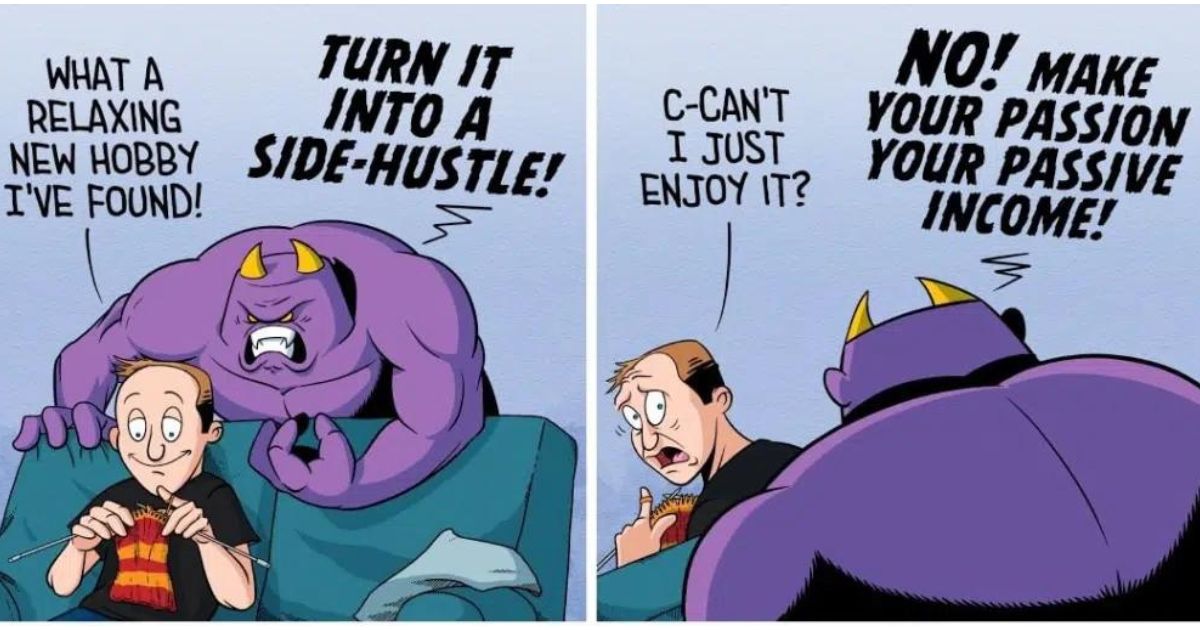 WHAT A
RELAXING
NEW HOBBY
I'VE FOUND!
TURN IT
INTO A
SIDE-HUSTLE!
C-CAN'T
I JUST
ENJOY IT?
NO! MAKE
YOUR PASSION
YOUR PASSIVE
INCOME!